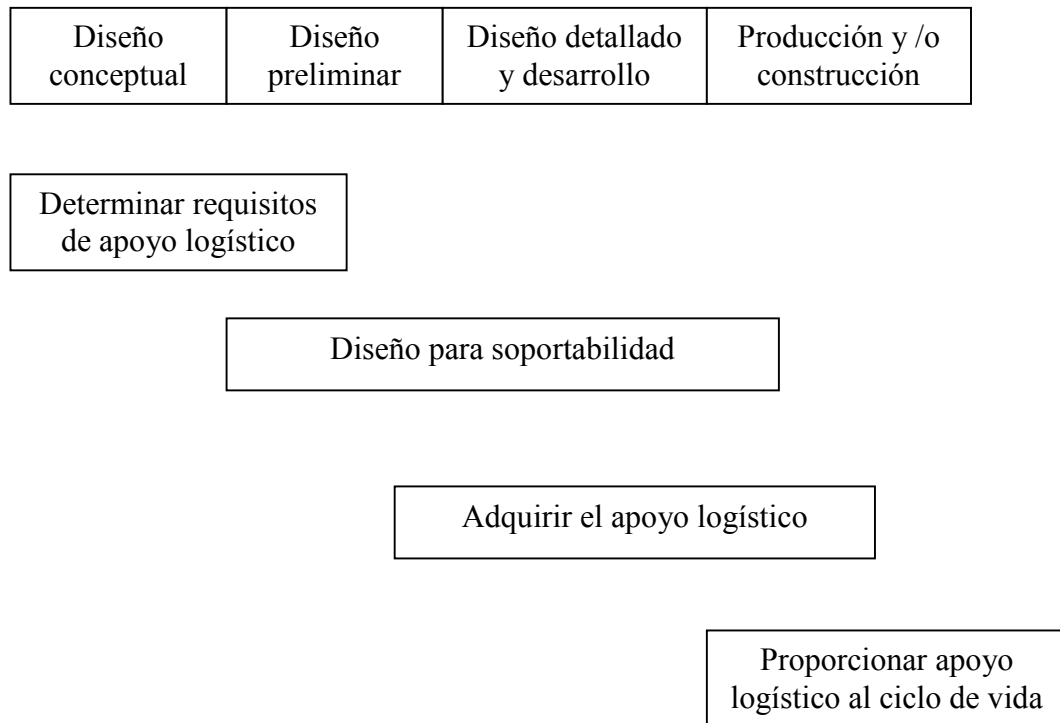 Diseño conceptual
Diseño preliminar
Diseño detallado y desarrollo
Producción y /o construcción
Determinar requisitos
de apoyo logístico
Diseño para soportabilidad
Adquirir el apoyo logístico
Proporcionar apoyo
logístico al ciclo de vida